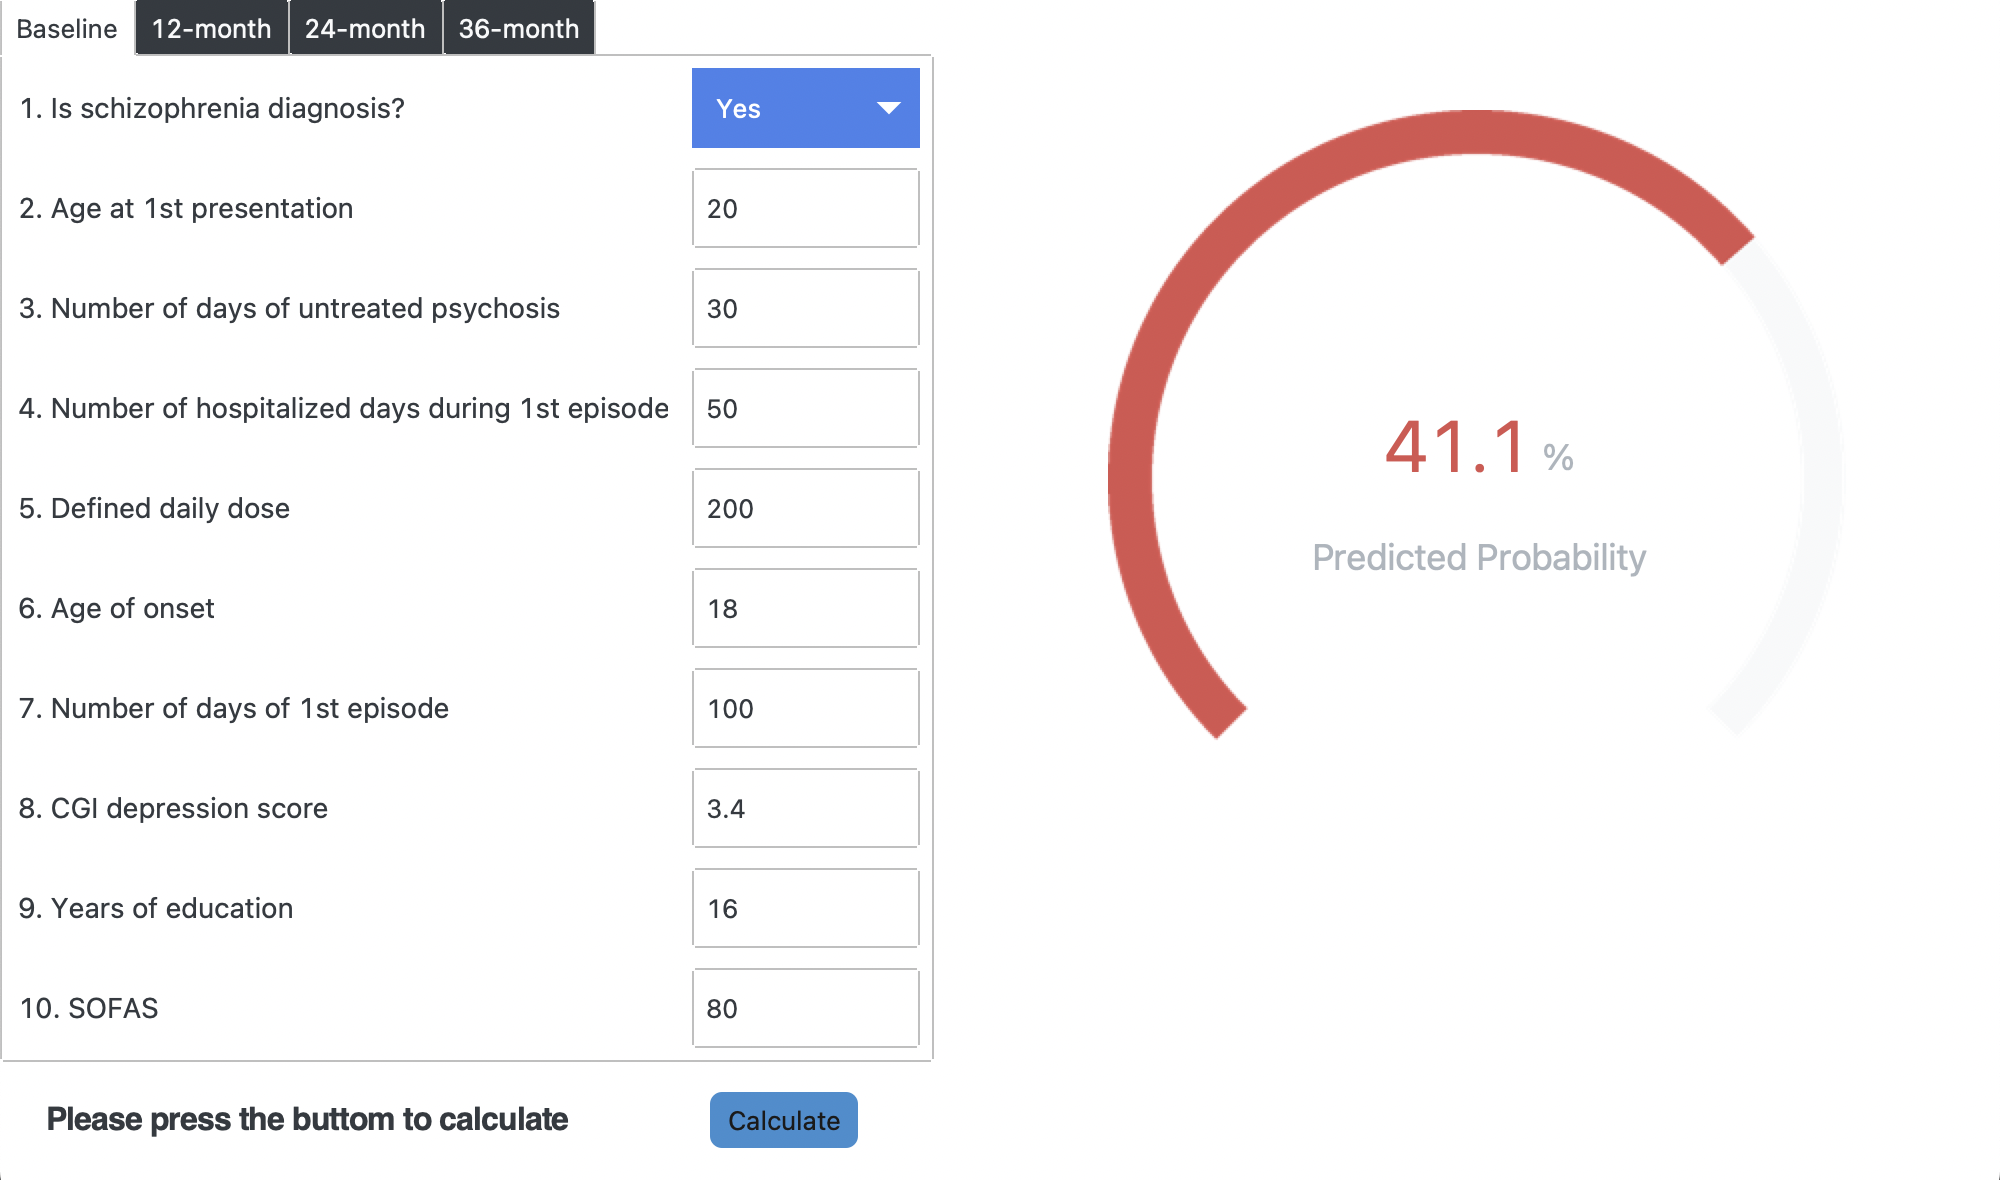 Baseline 12-month 24-month 36-month
1. Is schizophrenia diagnosis? Yes
2. Age at 1st presentation 20
3. Number of days of untreated psychosis 30
4. Number of hospitalized days during 1st episode 50
5. Defined daily dose 200
6. Age of onset 18
7. Number of days of 1st episode 100
8. CGI depression score 3.4
9. Years of education 16
10. SOFAS 80
Please press the buttom to calculate Calculate
41.1 %
Predicted Probability